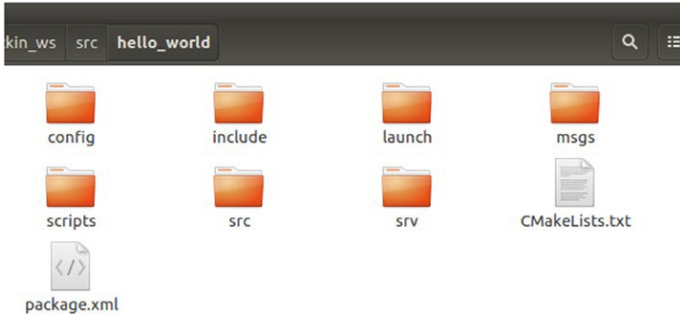 kin_ws src hello_world
config include launch msgs
scripts src srv CMakeLists.txt
package.xml